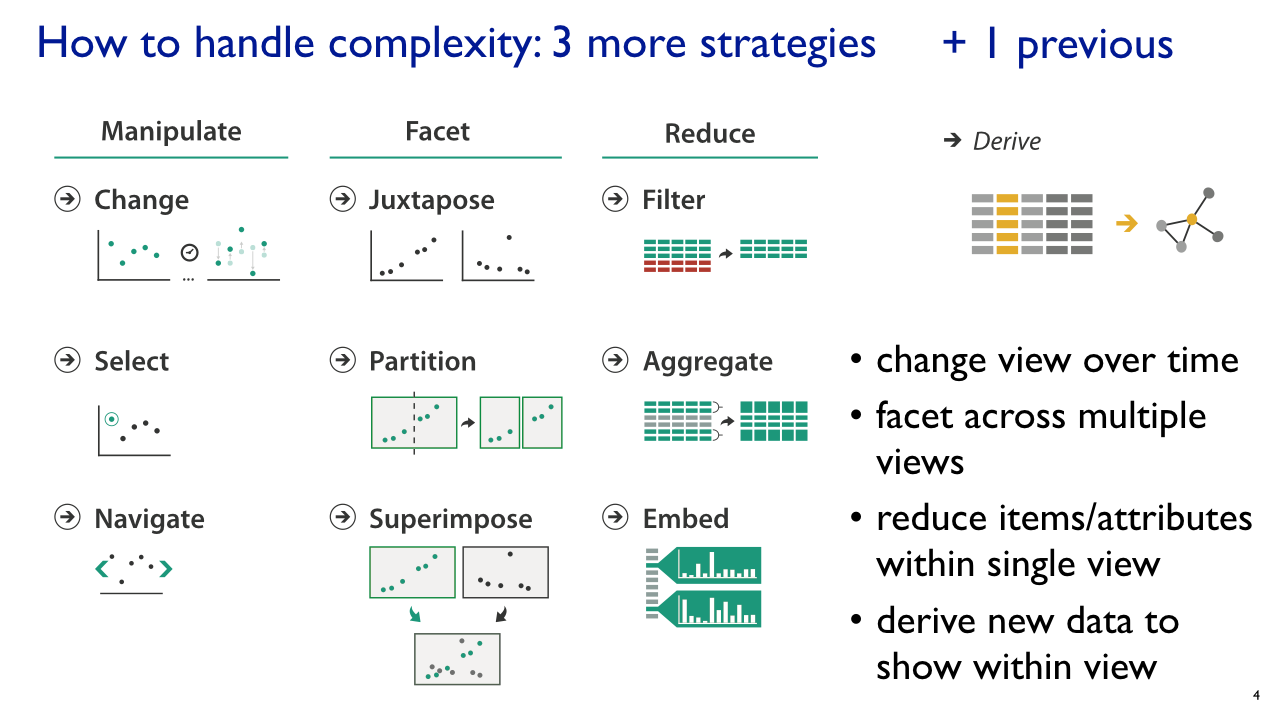 How to handle complexity: 3 more strategies + 1 previous
Manipulate
Facet
Reduce
Derive
Change
Juxtapose
Filter
...
Select
Partition
Aggregate
Navigate
Superimpose
Embed
• change view over time
• facet across multiple
views
• reduce items/attributes
within single view
• derive new data to
show within view
4